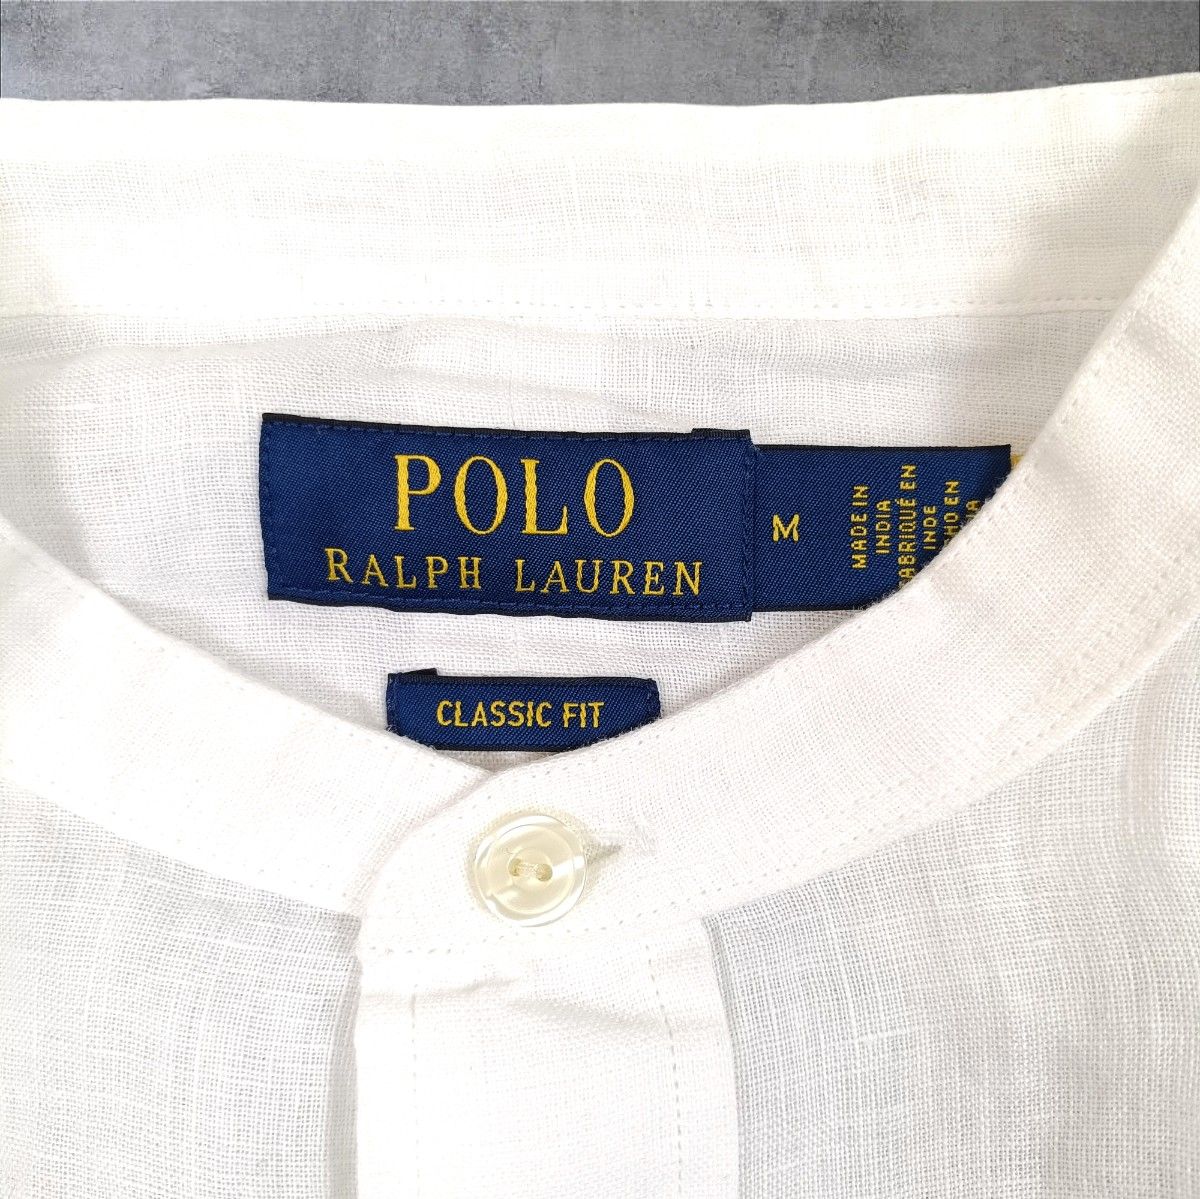 POLO
RALPH LAUREN
M
MADE IN
INDIA
FABRIQUÉ EN
INDE
CLASSIC FIT